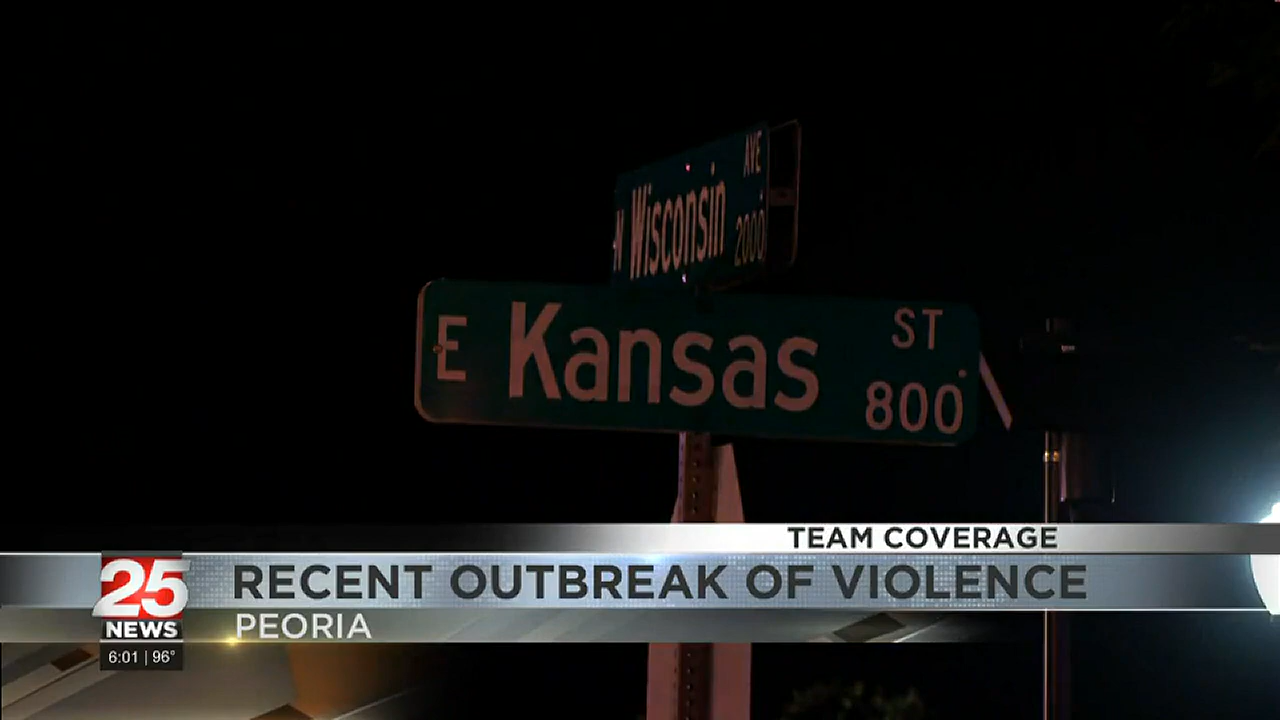 N Wisconsin AVE 2000
E Kansas ST 800
TEAM COVERAGE
25 RECENT OUTBREAK OF VIOLENCE
NEWS PEORIA
6:01 | 96°